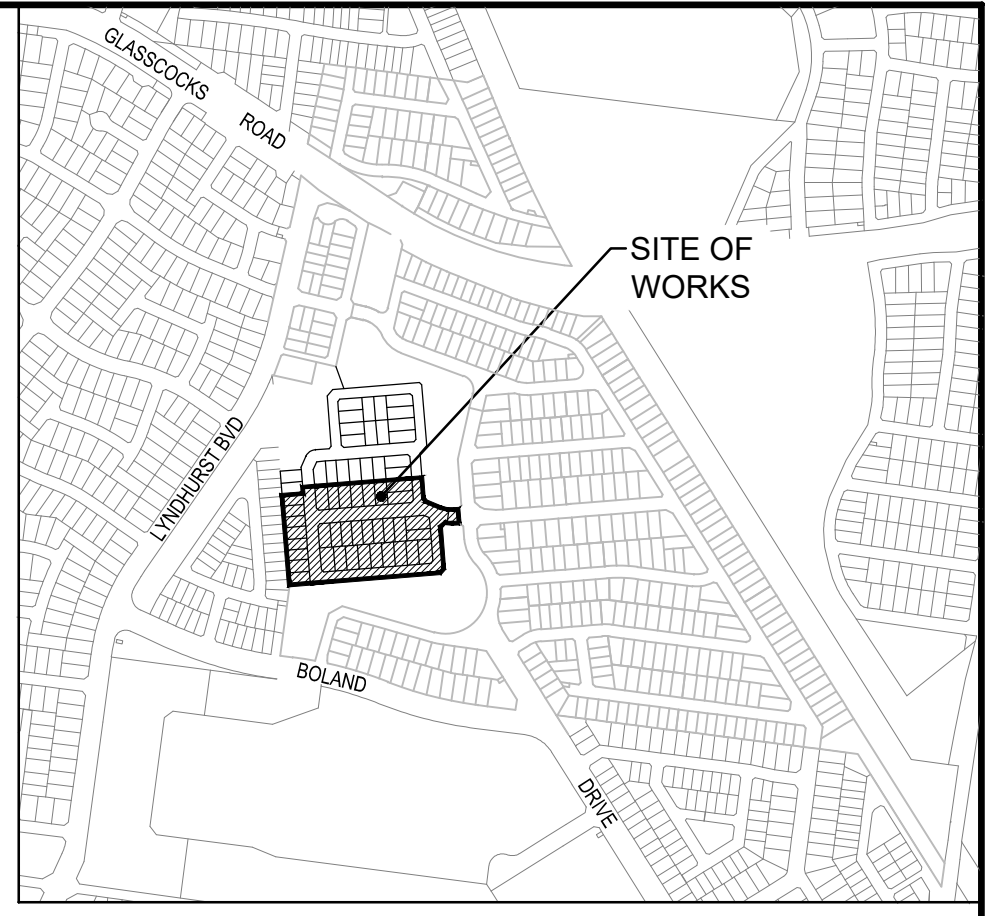 GLASSCOCKS
ROAD
SITE OF
WORKS
LYNDHURST BVD
BOLAND
DRIVE